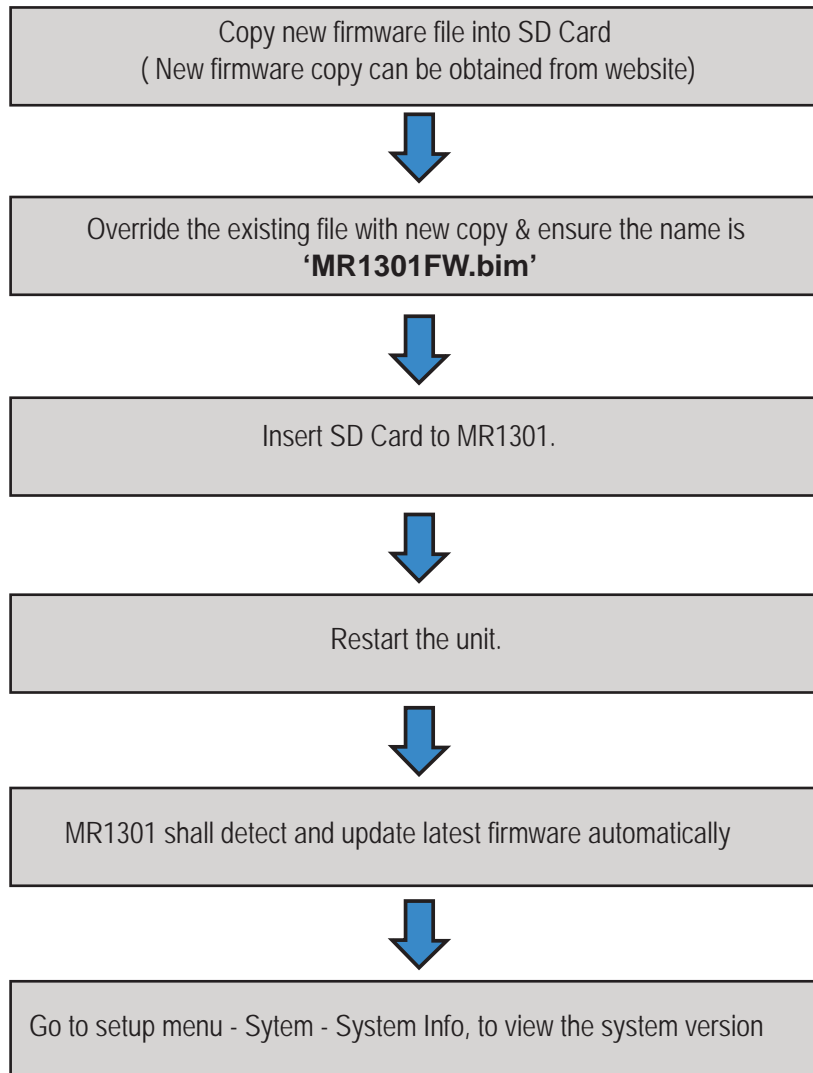 Copy new firmware file into SD Card
( New firmware copy can be obtained from website)
Override the existing file with new copy & ensure the name is
‘MR1301FW.bim’
Insert SD Card to MR1301.
Restart the unit.
MR1301 shall detect and update latest firmware automatically
Go to setup menu - Sytem - System Info, to view the system version